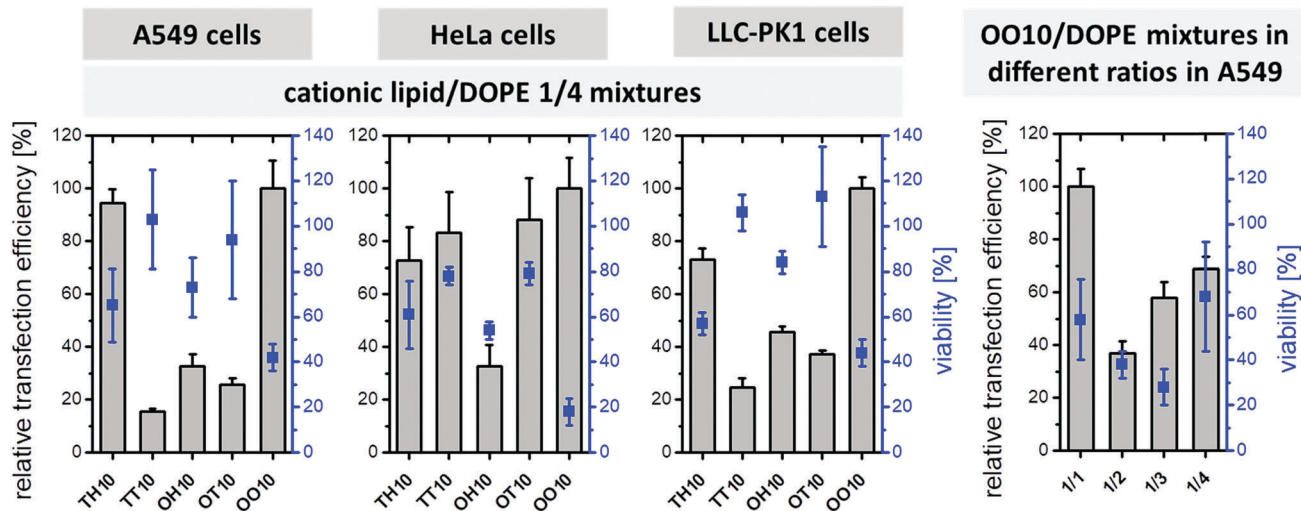 A549 cells
HeLa cells
LLC-PK1 cells
OO10/DOPE mixtures in
different ratios in A549
cationic lipid/DOPE 1/4 mixtures
relative transfection efficiency [%]
120
100
80
60
40
20
0
140
120
100
80
60
40
20
0
TH10
TT10
OH10
OT10
OO10
120
100
80
60
40
20
0
140
120
100
80
60
40
20
0
TH10
TT10
OH10
OT10
OO10
120
100
80
60
40
20
0
140
120
100
80
60
40
20
0
viability [%]
TH10
TT10
OH10
OT10
OO10
relative transfection efficiency [%]
120
100
80
60
40
20
0
140
120
100
80
60
40
20
0
viability [%]
1/1
1/2
1/3
1/4